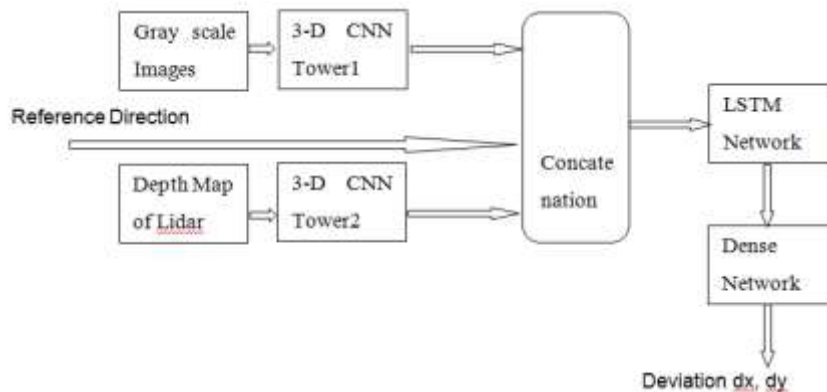 Gray scale
Images
3-D CNN
Tower1
Reference Direction
Depth Map
of Lidar
3-D CNN
Tower2
Concate
nation
LSTM
Network
Dense
Network
Deviation dx, dy